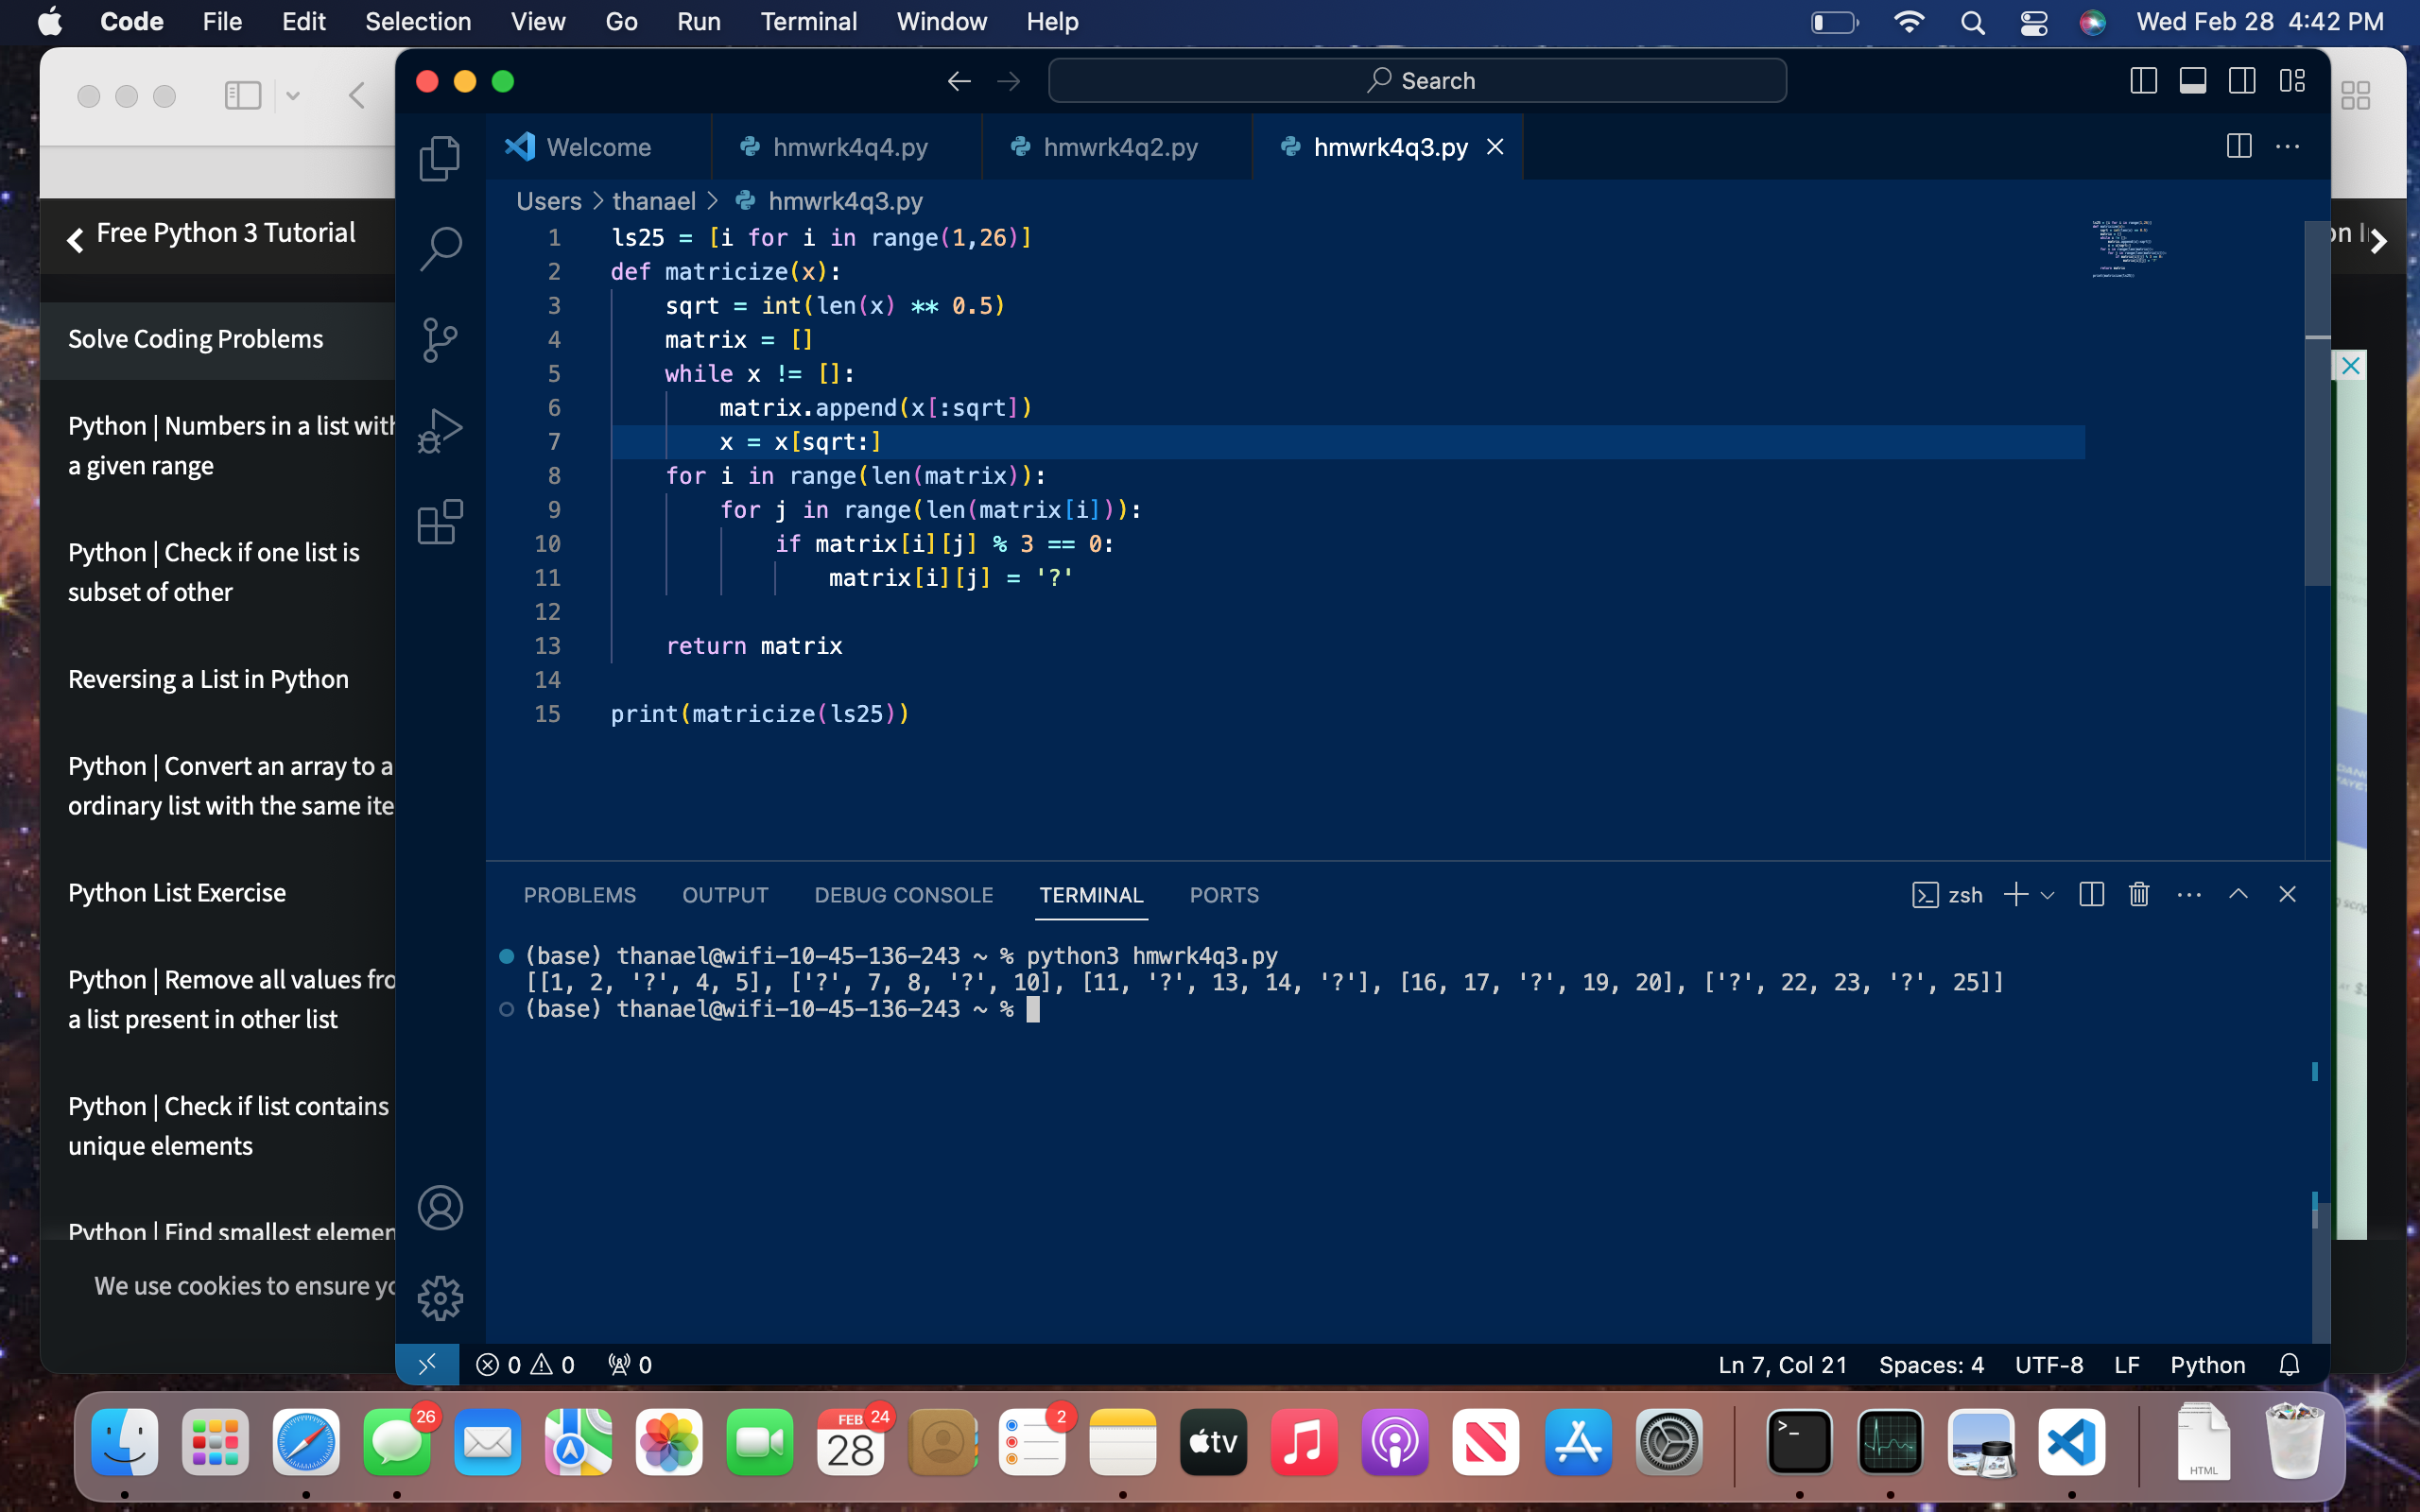 Code File Edit Selection View Go Run Terminal Window Help Wed Feb 28 4:42 PM
Search
Welcome hmwrk4q4.py hmwrk4q2.py hmwrk4q3.py
Users > thanael > hmwrk4q3.py
1 ls25 = [i for i in range(1,26)]
2 def matricize(x):
3 sqrt = int(len(x) ** 0.5)
4 matrix = []
5 while x != []:
6 matrix.append(x[:sqrt])
7 x = x[sqrt:]
8 for i in range(len(matrix)):
9 for j in range(len(matrix[i])):
10 if matrix[i][j] % 3 == 0:
11 matrix[i][j] = '?'
12
13 return matrix
14
15 print(matricize(ls25))
PROBLEMS OUTPUT DEBUG CONSOLE TERMINAL PORTS
zsh
(base) thanael@wifi-10-45-136-243 ~ % python3 hmwrk4q3.py
[[1, 2, '?', 4, 5], ['?', 7, 8, '?', 10], [11, '?', 13, 14, '?'], [16, 17, '?', 19, 20], ['?', 22, 23, '?', 25]]
(base) thanael@wifi-10-45-136-243 ~ %
0 0 0
Ln 7, Col 21 Spaces: 4 UTF-8 LF Python
Free Python 3 Tutorial
Solve Coding Problems
Python | Numbers in a list with
a given range
Python | Check if one list is
subset of other
Reversing a List in Python
Python | Convert an array to a
ordinary list with the same ite
Python List Exercise
Python | Remove all values fro
a list present in other list
Python | Check if list contains
unique elements
Python | Find smallest elemen
We use cookies to ensure yo
on li
26
FEB 24
28
2
tv
HTML